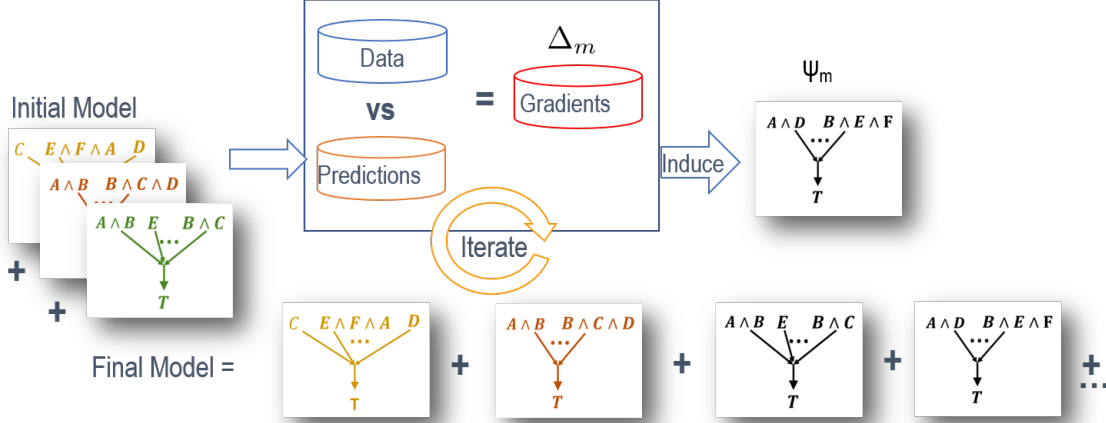 Initial Model
C E ∧ F ∧ A D
A ∧ B B ∧ C ∧ D
...
A ∧ B E B ∧ C
...
T
+
+
Data
vs
Predictions
=
Δm
Gradients
Iterate
Induce
ψm
A ∧ D B ∧ E ∧ F
...
T
Final Model =
C E ∧ F ∧ A D
...
T
+
A ∧ B B ∧ C ∧ D
...
T
+
A ∧ B E B ∧ C
...
T
+
A ∧ D B ∧ E ∧ F
...
T
+
...